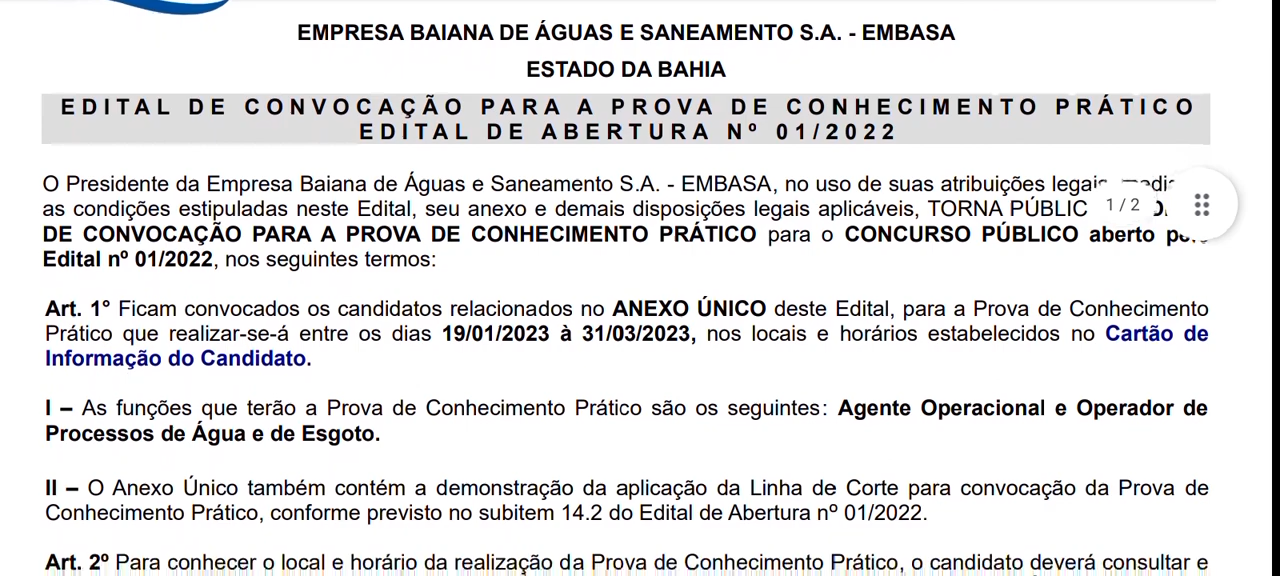 EMPRESA BAIANA DE ÁGUAS E SANEAMENTO S.A. - EMBASA
ESTADO DA BAHIA
EDITAL DE CONVOCAÇÃO PARA A PROVA DE CONHECIMENTO PRÁTICO
EDITAL DE ABERTURA Nº 01/2022
O Presidente da Empresa Baiana de Águas e Saneamento S.A. - EMBASA, no uso de suas atribuições legais,
as condições estipuladas neste Edital, seu anexo e demais disposições legais aplicáveis, TORNA
1 / 2
DE CONVOCAÇÃO PARA A PROVA DE CONHECIMENTO PRÁTICO para o CONCURSO PÚBLICO aberto
Edital nº 01/2022, nos seguintes termos:
Art. 1° Ficam convocados os candidatos relacionados no ANEXO ÚNICO deste Edital, para a Prova de Conhecimento
Prático que realizar-se-á entre os dias 19/01/2023 à 31/03/2023, nos locais e horários estabelecidos no Cartão de
Informação do Candidato.
I – As funções que terão a Prova de Conhecimento Prático são os seguintes: Agente Operacional e Operador de
Processos de Água e de Esgoto.
II – O Anexo Único também contém a demonstração da aplicação da Linha de Corte para convocação da Prova de
Conhecimento Prático, conforme previsto no subitem 14.2 do Edital de Abertura nº 01/2022.
Art. 2º Para conhecer o local e horário da realização da Prova de Conhecimento Prático, o candidato deverá consultar e